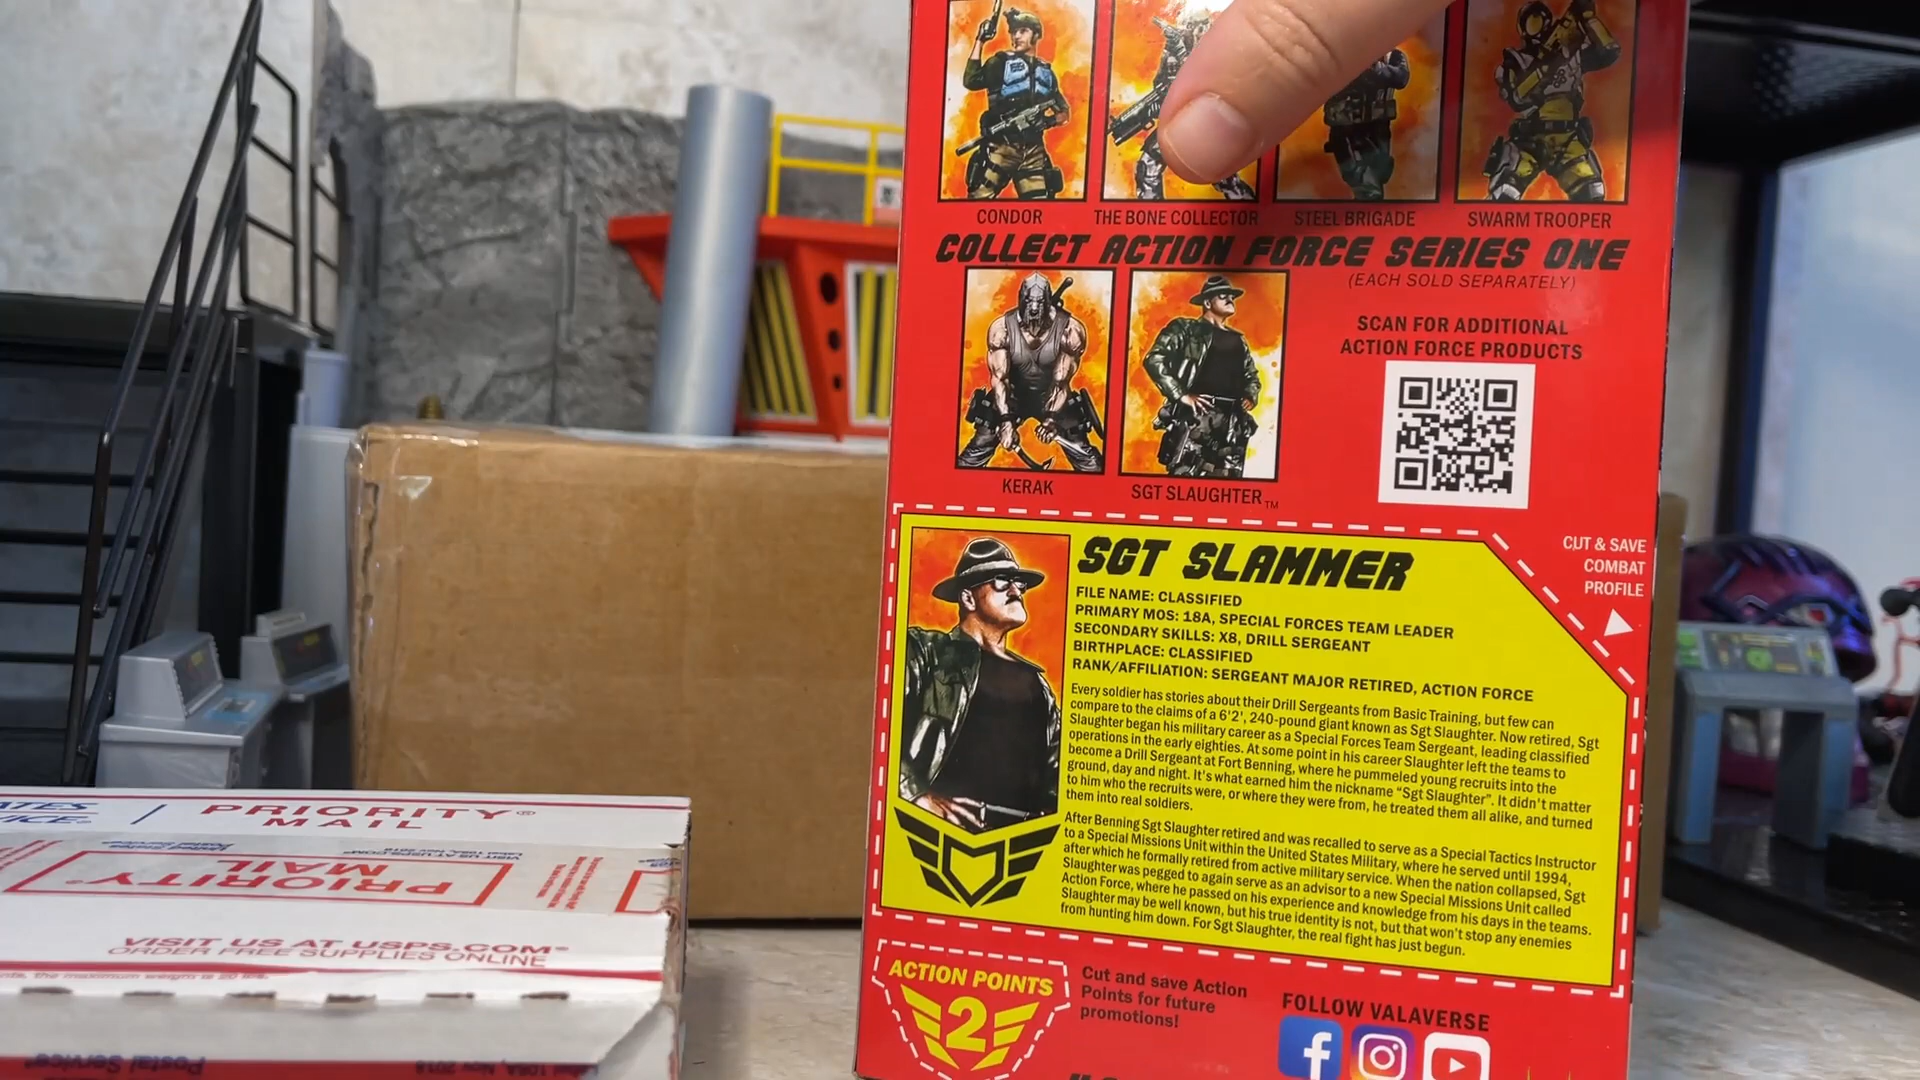 CONDOR
THE BONE COLLECTOR
STEEL BRIGADE
SWARM TROOPER
COLLECT ACTION FORCE SERIES ONE
(EACH SOLD SEPARATELY)
KERAK
SGT SLAUGHTER™
SCAN FOR ADDITIONAL
ACTION FORCE PRODUCTS
CUT & SAVE
COMBAT
PROFILE
SGT SLAMMER
FILE NAME: CLASSIFIED
PRIMARY MOS: 18A, SPECIAL FORCES TEAM LEADER
SECONDARY SKILLS: X8, DRILL SERGEANT
BIRTHPLACE: CLASSIFIED
RANK/AFFILIATION: SERGEANT MAJOR RETIRED, ACTION FORCE
Every soldier has stories about their Drill Sergeants from Basic Training, but few can
compare to the claims of a 6'2', 240-pound giant known as Sgt Slaughter. Now retired, Sgt
Slaughter began his military career as a Special Forces Team Sergeant, leading classified
operations in the early eighties. At some point in his career Slaughter left the teams to
become a Drill Sergeant at Fort Benning, where he pummeled young recruits into the
ground, day and night. It's what earned him the nickname "Sgt Slaughter". It didn't matter
to him who the recruits were, or where they were from, he treated them all alike, and turned
them into real soldiers.
After Benning Sgt Slaughter retired and was recalled to serve as a Special Tactics Instructor
to a Special Missions Unit within the United States Military, where he served until 1994,
after which he formally retired from active military service. When the nation collapsed, Sgt
Slaughter was pegged to again serve as an advisor to a new Special Missions Unit called
Action Force, where he passed on his experience and knowledge from his days in the teams.
Slaughter may be well known, but his true identity is not, but that won't stop any enemies
from hunting him down. For Sgt Slaughter, the real fight has just begun.
ACTION POINTS
2
Cut and save Action
Points for future
promotions!
FOLLOW VALAVERSE
PRIORITY®
MAIL
PRIORITY®
MAIL
VISIT US AT USPS.COM®
ORDER FREE SUPPLIES ONLINE
Postal Service